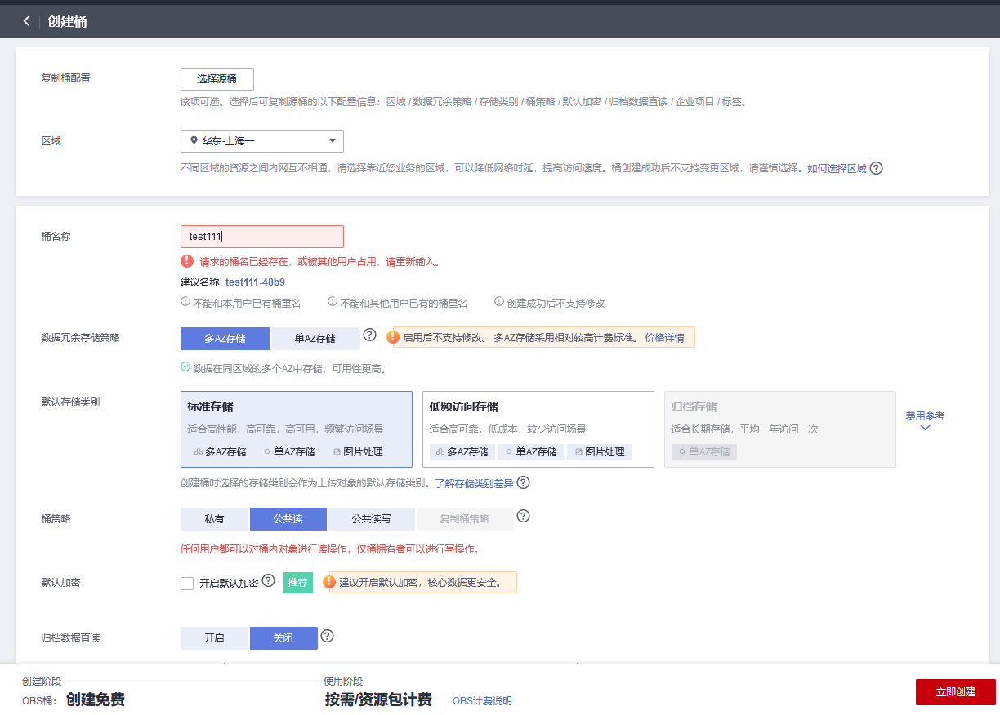 创建桶
复制桶配置
选择源桶
该项可选。选择后可复制源桶的以下配置信息：区域 / 数据冗余策略 / 存储类别 / 桶策略 / 默认加密 / 归档数据直读 / 企业项目 / 标签。
区域
华东-上海一
不同区域的资源之间内网互不相通，请选择靠近您业务的区域，可以降低网络时延，提高访问速度。桶创建成功后不支持变更区域，请谨慎选择。如何选择区域
桶名称
test111
请求的桶名已经存在，或被其他用户占用，请重新输入。
建议名称: test111-48b9
不能和本用户已有桶重名 不能和其他用户已有的桶重名 创建成功后不支持修改
数据冗余存储策略
多AZ存储 单AZ存储 启用后不支持修改。 多AZ存储采用相对较高计费标准。 价格详情
数据在同区域的多个AZ中存储，可用性更高。
默认存储类别
标准存储
适合高性能，高可靠，高可用，频繁访问场景
多AZ存储 单AZ存储 图片处理
低频访问存储
适合高可靠，低成本，较少访问场景
多AZ存储 单AZ存储 图片处理
归档存储
适合长期存储，平均一年访问一次
单AZ存储
费用参考
创建桶时选择的存储类别会作为上传对象的默认存储类别。了解存储类别差异
桶策略
私有 公共读 公共读写 复制桶策略
任何用户都可以对桶内对象进行读操作，仅桶拥有者可以进行写操作。
默认加密
开启默认加密 推荐 建议开启默认加密，核心数据更安全。
归档数据直读
开启 关闭
创建阶段
OBS桶： 创建免费
使用阶段
按需/资源包计费 OBS计费说明
立即创建